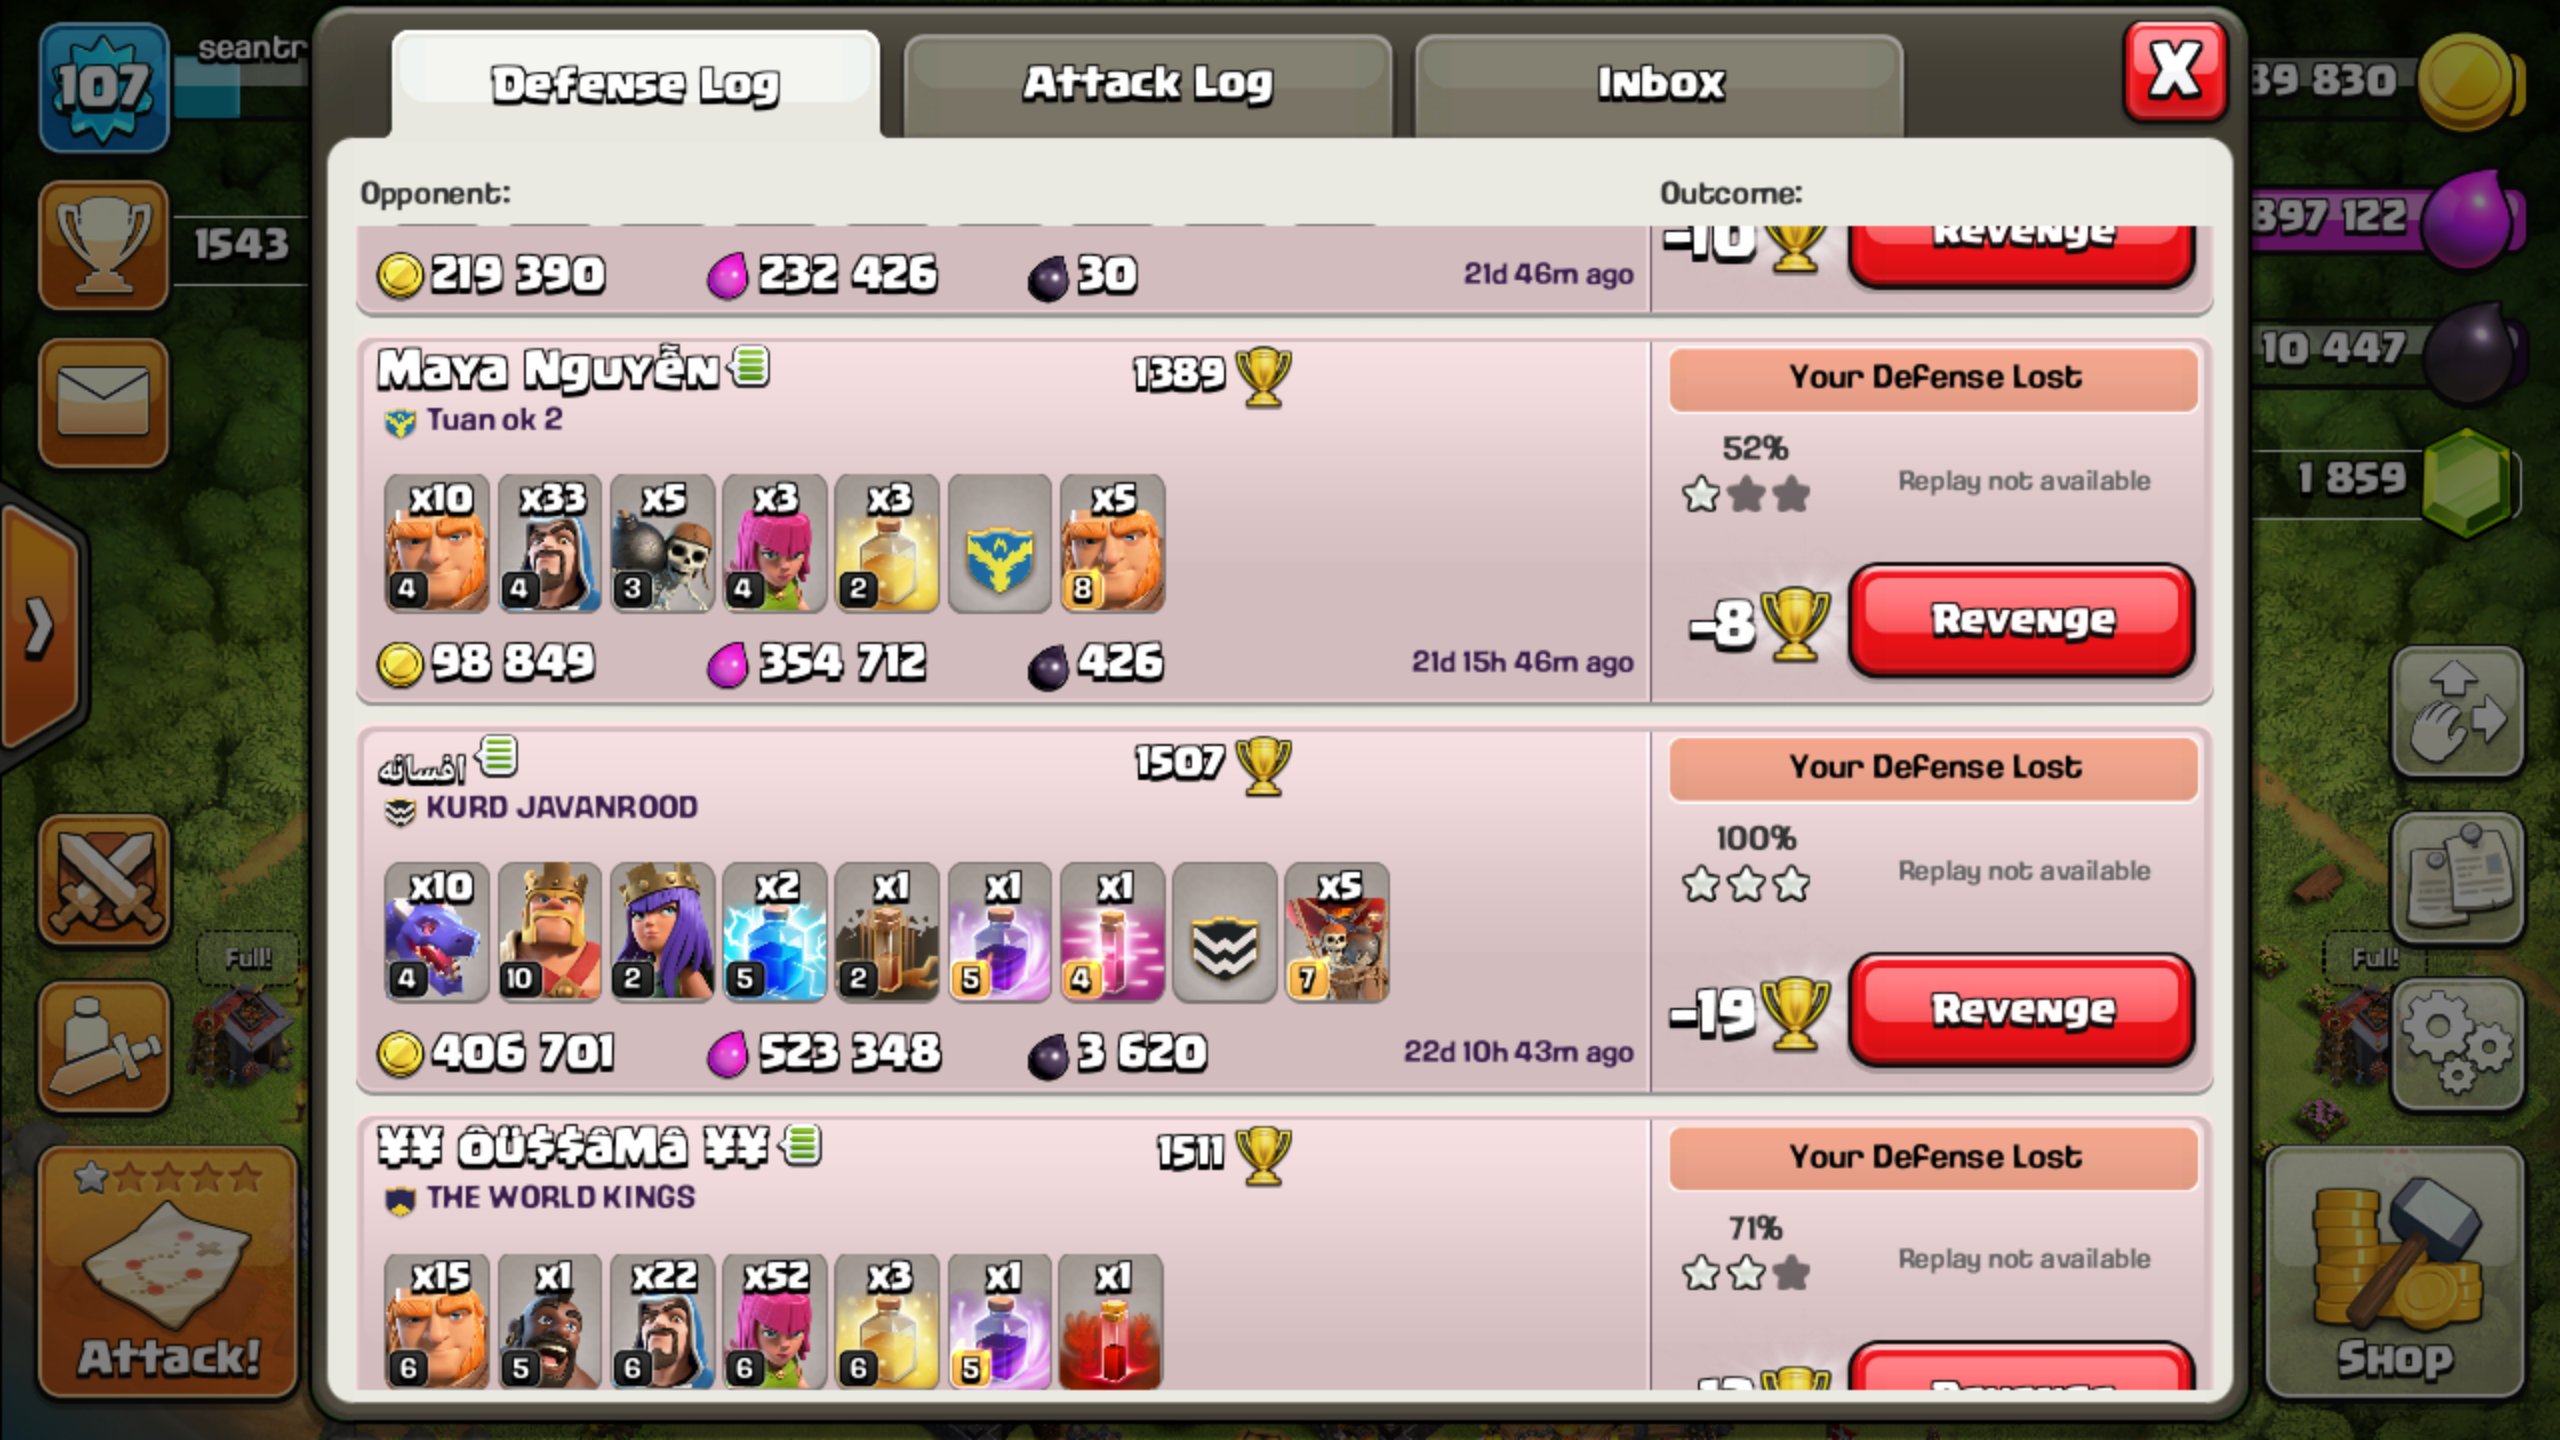 107
seantr
Defense Log
Attack Log
Inbox
X
39 830
1543
897 122
10 447
1 859
Opponent:
Outcome:
219 390
232 426
30
21d 46m ago
-10
Revenge
Maya Nguyễn
1389
Your Defense Lost
Tuan ok 2
52%
Replay not available
x10
x33
x5
x3
x3
x5
4
4
3
4
2
8
-8
Revenge
98 849
354 712
426
21d 15h 46m ago
افسانه
1507
Your Defense Lost
KURD JAVANROOD
100%
Replay not available
x10
x2
x1
x1
x1
x5
4
10
2
5
2
5
4
7
-19
Revenge
406 701
523 348
3 620
22d 10h 43m ago
Full!
Full!
¥¥ ôü$$âMâ ¥¥
1511
Your Defense Lost
THE WORLD KINGS
71%
Replay not available
x15
x1
x22
x52
x3
x1
x1
6
5
6
6
6
5
Attack!
Shop